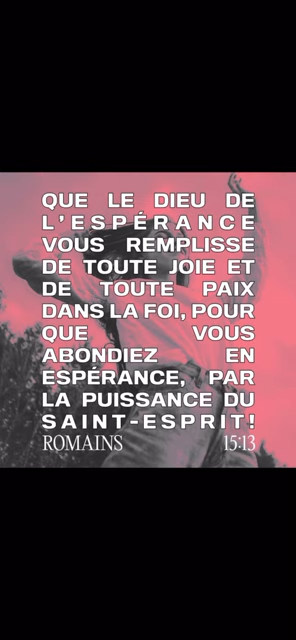 QUE LE DIEU DE
L'ESPÉRANCE
VOUS REMPLISSE
DE TOUTE JOIE ET
DE TOUTE PAIX
DANS LA FOI, POUR
QUE VOUS
ABONDIEZ EN
ESPÉRANCE, PAR
LA PUISSANCE DU
SAINT-ESPRIT!
ROMAINS 15:13